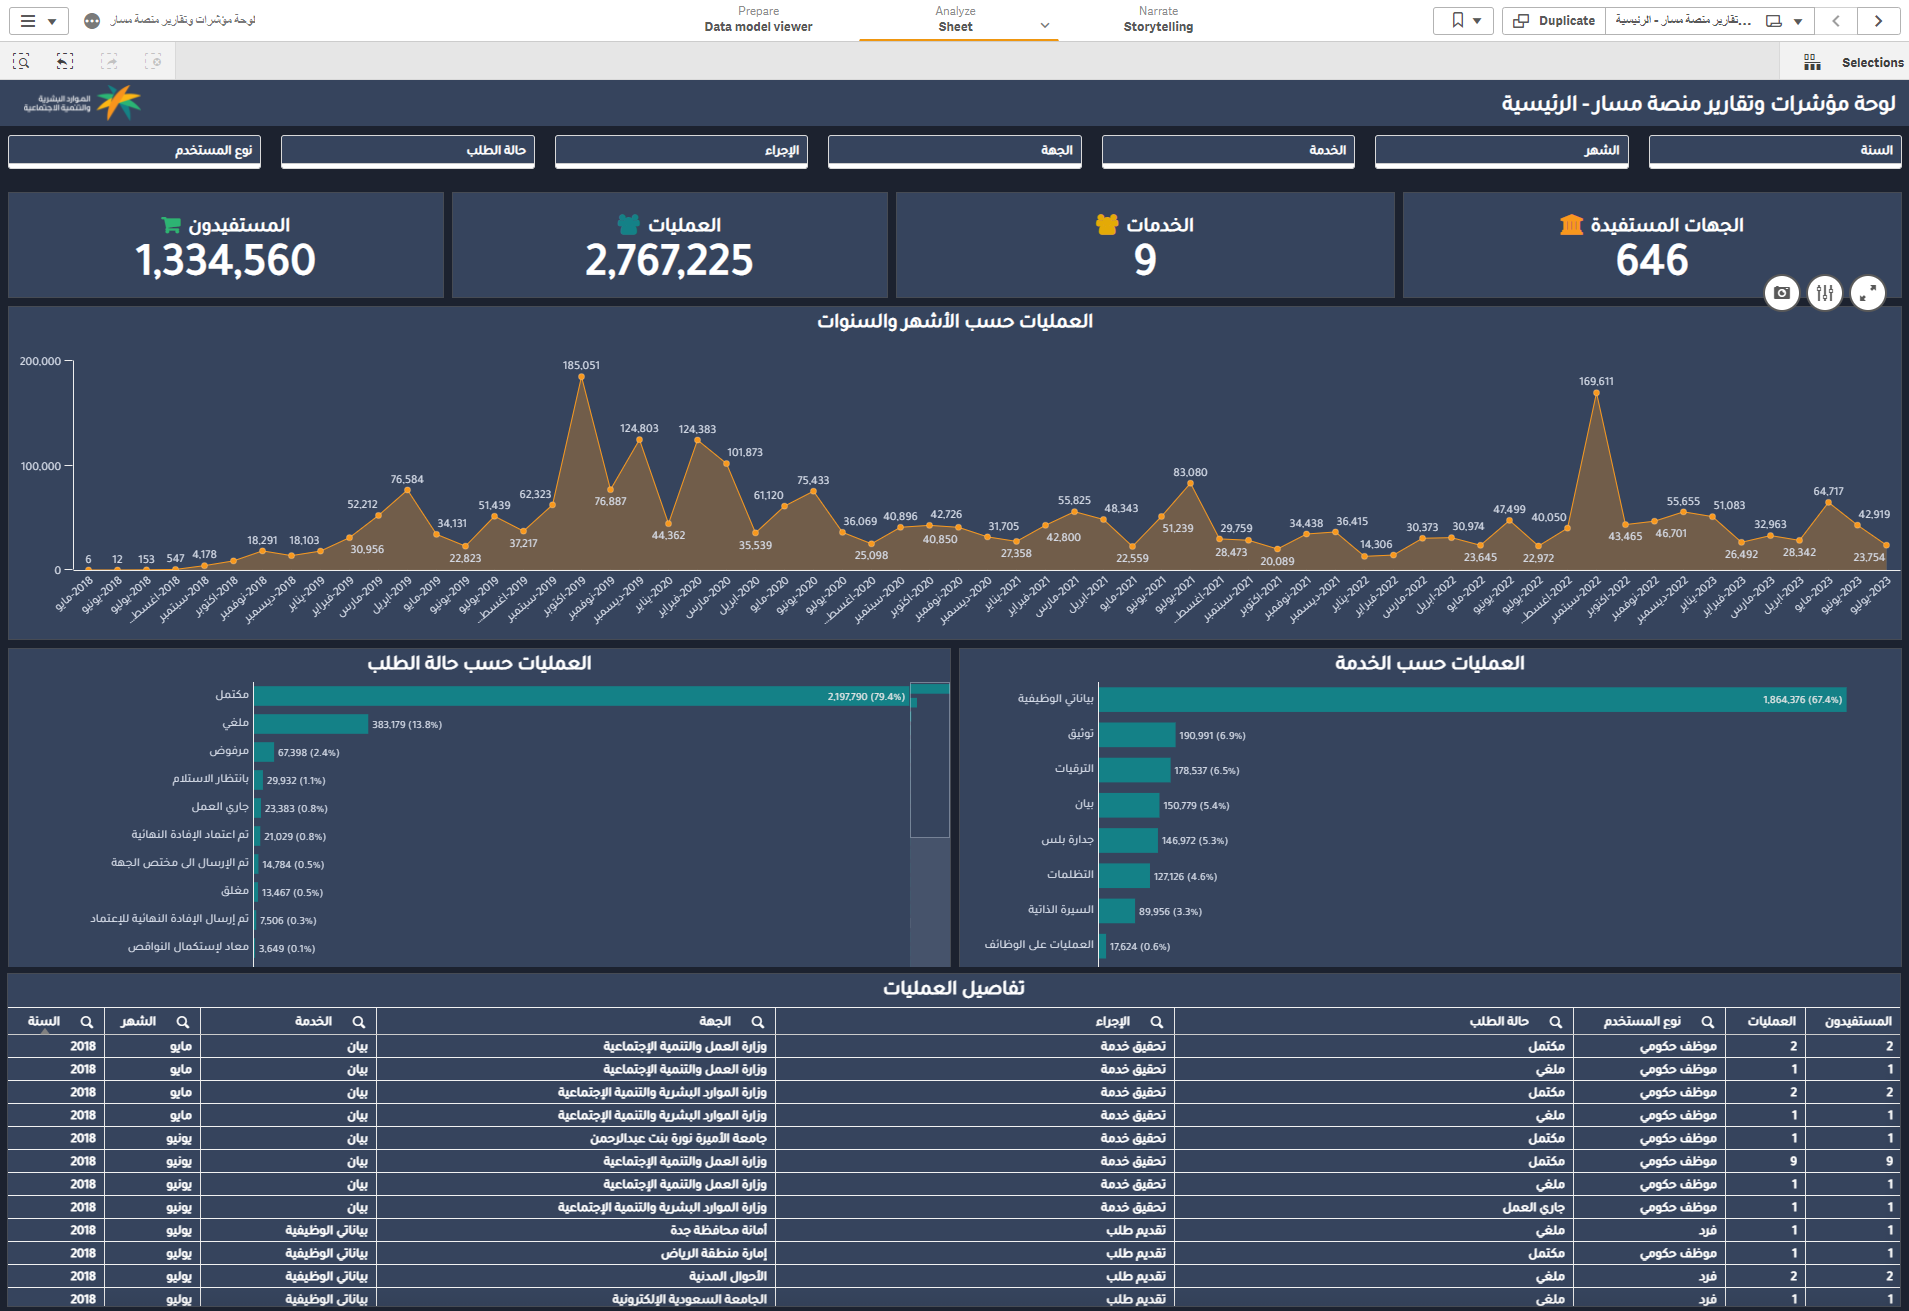 Prepare
Data model viewer
Analyze
Sheet
Narrate
Storytelling
لوحة مؤشرات وتقارير منصة مسار
Duplicate
تقارير منصة مسار - الرئيسية...
Selections
لوحة مؤشرات وتقارير منصة مسار - الرئيسية
الموارد البشرية
والتنمية الاجتماعية
السنة
الشهر
الخدمة
الجهة
الإجراء
حالة الطلب
نوع المستخدم
الجهات المستفيدة
646
الخدمات
9
العمليات
2,767,225
المستفيدون
1,334,560
العمليات حسب الأشهر والسنوات
200,000
100,000
0
6 12 153 547 4,178 18,291 18,103 30,956 52,212 76,584 34,131 22,823 51,439 37,217 62,323 185,051 76,887 124,803 44,362 124,383 101,873 35,539 61,120 75,433 36,069 25,098 40,896 40,850 42,726 31,705 27,358 42,800 55,825 48,343 22,559 51,239 83,080 28,473 29,759 20,089 34,438 36,415 14,306 30,373 30,974 23,645 47,499 22,972 40,050 169,611 43,465 46,701 55,655 51,083 26,492 32,963 28,342 64,717 42,919 23,754
مايو-2018
يونيو-2018
يوليو-2018
اغسط-2018...
سبتمبر-2018
اكتوبر-2018
نوفمبر-2018
ديسمبر-2018
يناير-2019
فبراير-2019
مارس-2019
ابريل-2019
مايو-2019
يونيو-2019
يوليو-2019
اغسط-2019...
سبتمبر-2019
اكتوبر-2019
نوفمبر-2019
ديسمبر-2019
يناير-2020
فبراير-2020
مارس-2020
ابريل-2020
مايو-2020
يونيو-2020
يوليو-2020
اغسط-2020...
سبتمبر-2020
اكتوبر-2020
نوفمبر-2020
ديسمبر-2020
يناير-2021
فبراير-2021
مارس-2021
ابريل-2021
مايو-2021
يونيو-2021
يوليو-2021
اغسط-2021...
سبتمبر-2021
اكتوبر-2021
نوفمبر-2021
ديسمبر-2021
يناير-2022
فبراير-2022
مارس-2022
ابريل-2022
مايو-2022
يونيو-2022
يوليو-2022
اغسط-2022...
سبتمبر-2022
اكتوبر-2022
نوفمبر-2022
ديسمبر-2022
يناير-2023
فبراير-2023
مارس-2023
ابريل-2023
مايو-2023
يونيو-2023
يوليو-2023
العمليات حسب الخدمة
بياناتي الوظيفية 1,864,376 (67.4%)
توثيق 190,991 (6.9%)
الترقيات 178,537 (6.5%)
بيان 150,779 (5.4%)
جدارة بلس 146,972 (5.3%)
التظلمات 127,126 (4.6%)
السيرة الذاتية 89,956 (3.3%)
العمليات على الوظائف 17,624 (0.6%)
العمليات حسب حالة الطلب
مكتمل 2,197,790 (79.4%)
ملغي 383,179 (13.8%)
مرفوض 67,398 (2.4%)
بانتظار الاستلام 29,932 (1.1%)
جاري العمل 23,383 (0.8%)
تم اعتماد الإفادة النهائية 21,029 (0.8%)
تم الإرسال الى مختص الجهة 14,784 (0.5%)
مغلق 13,467 (0.5%)
تم إرسال الإفادة النهائية للإعتماد 7,506 (0.3%)
معاد لإستكمال النواقص 3,649 (0.1%)
تفاصيل العمليات
السنة الشهر الخدمة الجهة الإجراء حالة الطلب نوع المستخدم العمليات المستفيدون
2018 مايو بيان وزارة العمل والتنمية الإجتماعية تحقيق خدمة مكتمل موظف حكومي 2 2
2018 مايو بيان وزارة العمل والتنمية الإجتماعية تحقيق خدمة ملغي موظف حكومي 1 1
2018 مايو بيان وزارة الموارد البشرية والتنمية الإجتماعية تحقيق خدمة مكتمل موظف حكومي 2 2
2018 مايو بيان وزارة الموارد البشرية والتنمية الإجتماعية تحقيق خدمة ملغي موظف حكومي 1 1
2018 يونيو بيان جامعة الأميرة نورة بنت عبدالرحمن تحقيق خدمة مكتمل موظف حكومي 1 1
2018 يونيو بيان وزارة العمل والتنمية الإجتماعية تحقيق خدمة مكتمل موظف حكومي 9 9
2018 يونيو بيان وزارة العمل والتنمية الإجتماعية تحقيق خدمة ملغي موظف حكومي 1 1
2018 يونيو بيان وزارة الموارد البشرية والتنمية الإجتماعية تحقيق خدمة جاري العمل موظف حكومي 1 1
2018 يوليو بياناتي الوظيفية أمانة محافظة جدة تقديم طلب ملغي فرد 1 1
2018 يوليو بياناتي الوظيفية إمارة منطقة الرياض تقديم طلب مكتمل موظف حكومي 1 1
2018 يوليو بياناتي الوظيفية الأحوال المدنية تقديم طلب ملغي فرد 2 2
2018 يوليو بياناتي الوظيفية الجامعة السعودية الإلكترونية تقديم طلب ملغي فرد 1 1